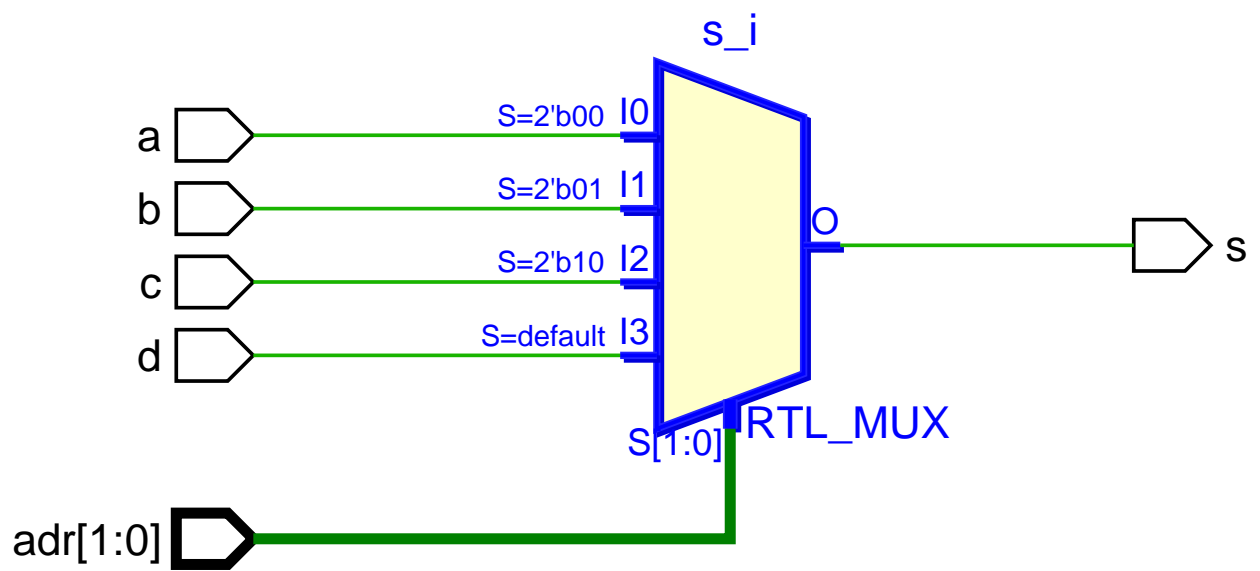 s_i
a
S=2'b00
I0
b
S=2'b01
I1
c
S=2'b10
I2
d
S=default
I3
O
s
S[1:0]
RTL_MUX
adr[1:0]